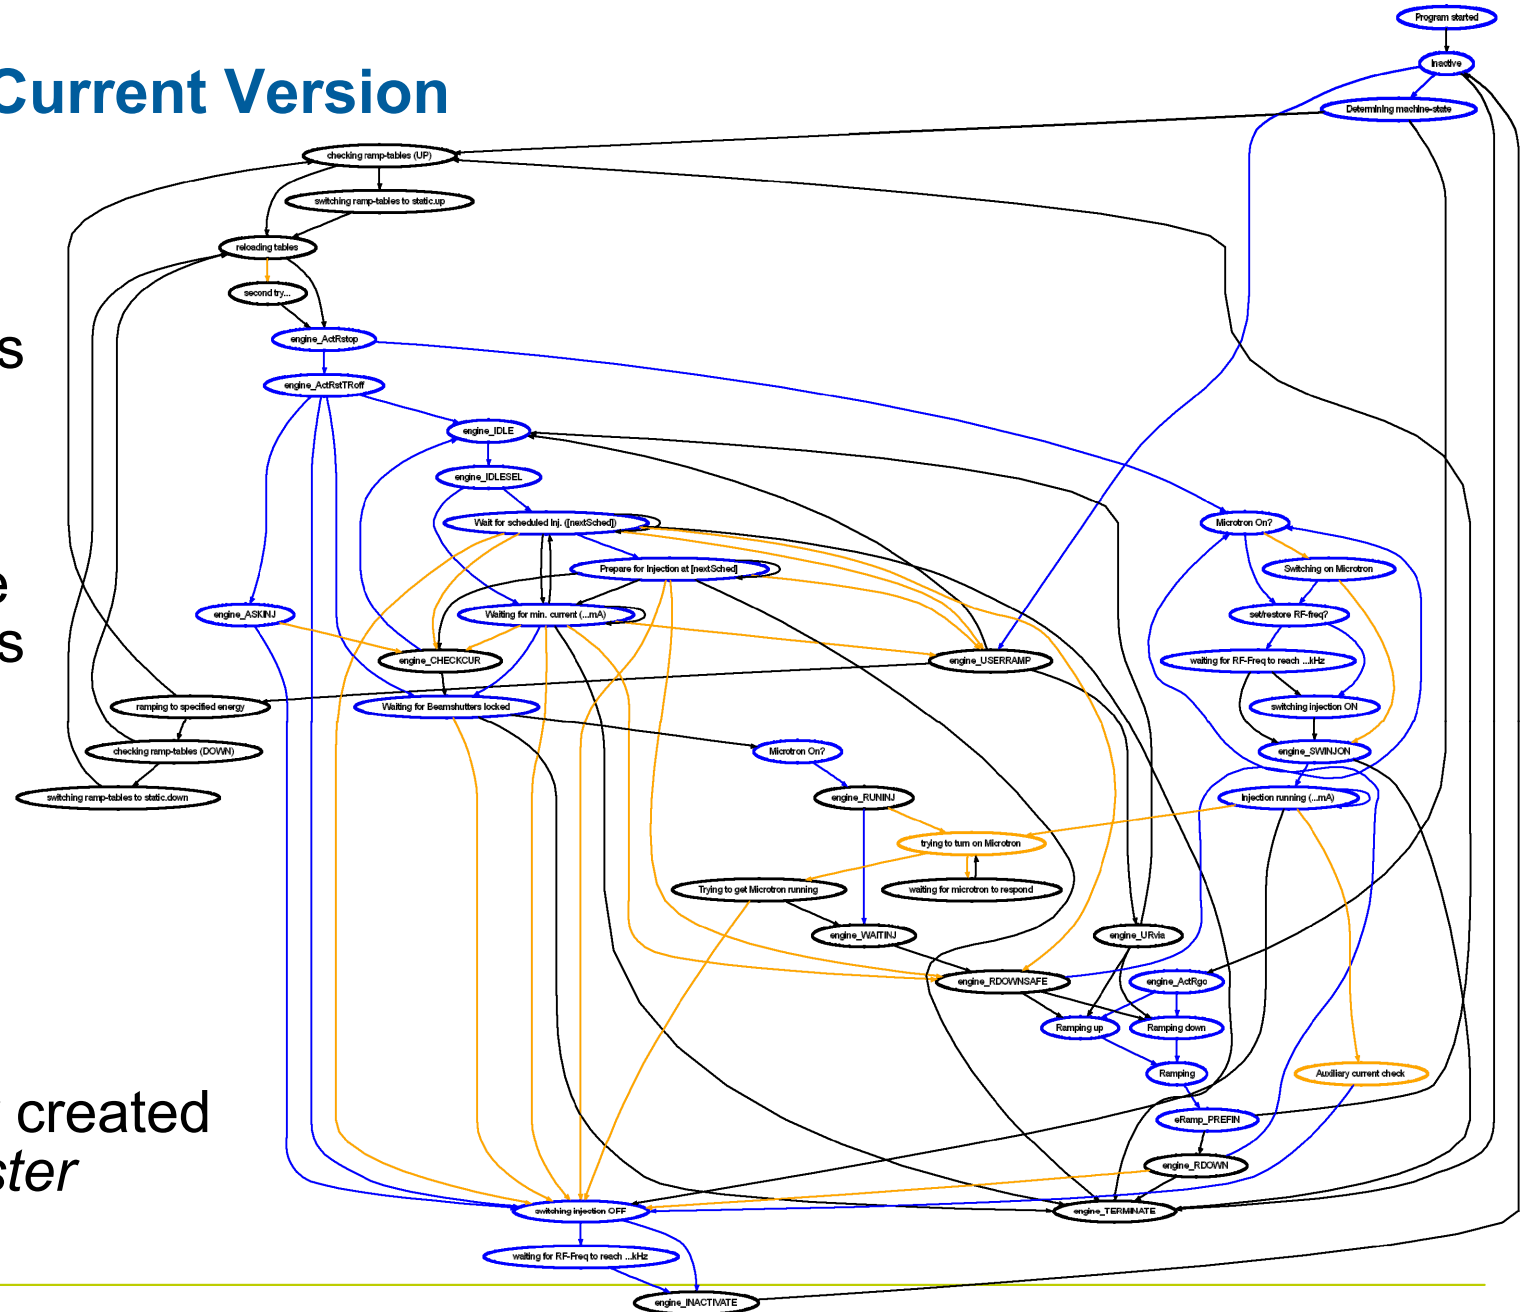 Program started
Inactive
Current Version
Determining machine-state
checking ramp-tables (UP)
switching ramp-tables to static.up
reloading tables
second try...
engine_ActRstop
s
engine_ActRstTRoff
engine_IDLE
engine_IDLESEL
Wait for scheduled Inj. ([nextSched])
Microtron On?
Prepare for Injection at [nextSched]
Switching on Microtron
e
engine_ASKINJ
Waiting for min. current (...mA)
set/restore RF-freq?
s
engine_CHECKCUR
engine_USERRAMP
waiting for RF-Freq to reach ...kHz
ramping to specified energy
Waiting for Beamshutters locked
switching injection ON
checking ramp-tables (DOWN)
Microtron On?
engine_SWINJON
switching ramp-tables to static.down
engine_RUNINJ
Injection running (...mA)
trying to turn on Microtron
Trying to get Microtron running
waiting for microtron to respond
engine_WAITINJ
engine_URvia
engine_RDOWNSAFE
engine_ActRgo
Ramping up
Ramping down
Ramping
Auxiliary current check
created
eRamp_PREFIN
ster
engine_RDOWN
switching injection OFF
engine_TERMINATE
waiting for RF-Freq to reach ...kHz
engine_INACTIVATE